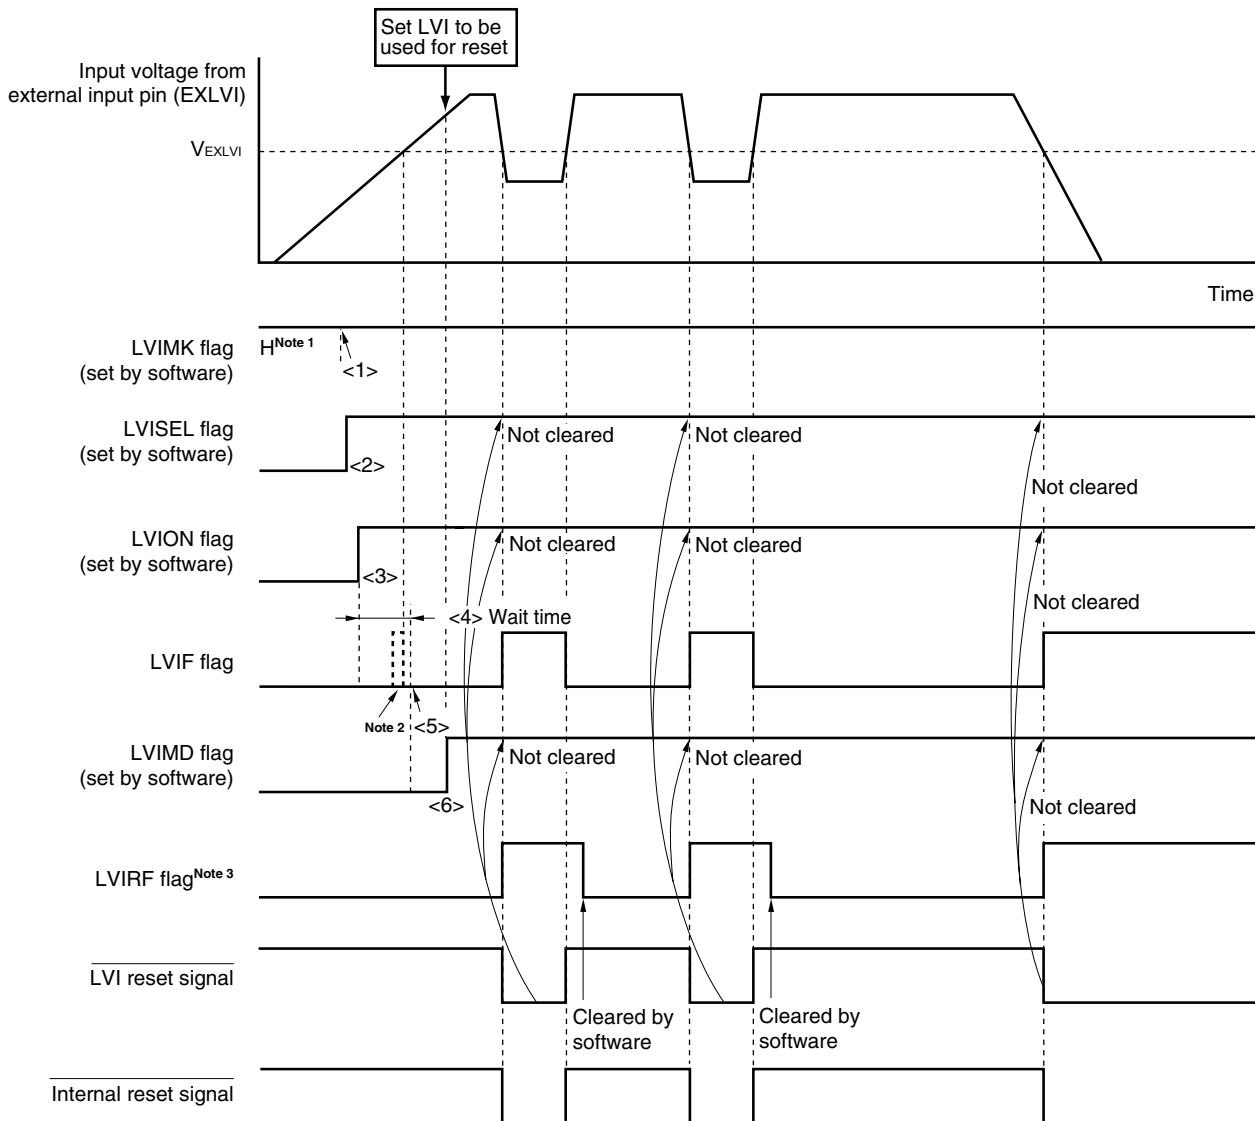 Set LVI to be
used for reset
Input voltage from
external input pin (EXLVI)
VEXLVI
Time
LVIMK flag
(set by software)
H Note 1
<1>
LVISEL flag
(set by software)
<2>
Not cleared
Not cleared
Not cleared
LVION flag
(set by software)
<3>
Not cleared
Not cleared
Not cleared
<4> Wait time
LVIF flag
Note 2
<5>
LVIMD flag
(set by software)
<6>
Not cleared
Not cleared
Not cleared
LVIRF flag Note 3
LVI reset signal
Cleared by
software
Cleared by
software
Internal reset signal